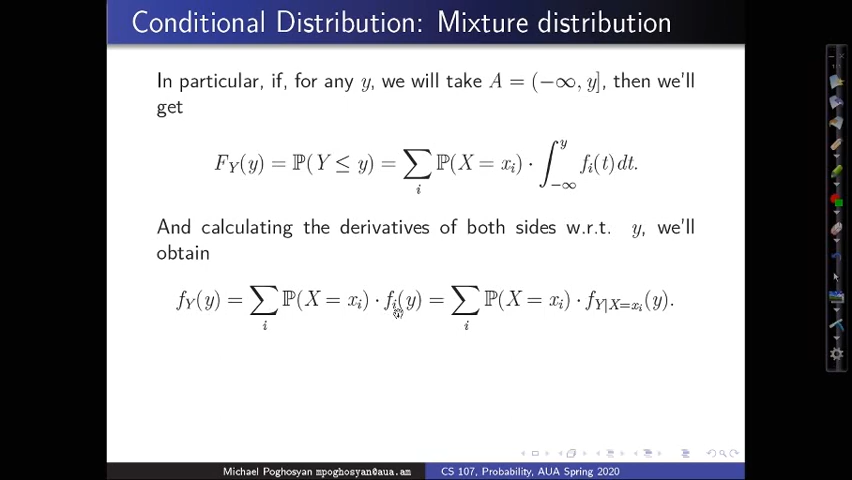 Conditional Distribution: Mixture distribution
In particular, if, for any y, we will take A = (−∞, y], then we'll
get
F_Y(y) = ℙ(Y ≤ y) = ∑_i ℙ(X = x_i) · ∫_{−∞}^{y} f_i(t)dt.
And calculating the derivatives of both sides w.r.t. y, we'll
obtain
f_Y(y) = ∑_i ℙ(X = x_i) · f_i(y) = ∑_i ℙ(X = x_i) · f_{Y|X=x_i}(y).
Michael Poghosyan mpoghosyan@aua.am CS 107, Probability, AUA Spring 2020